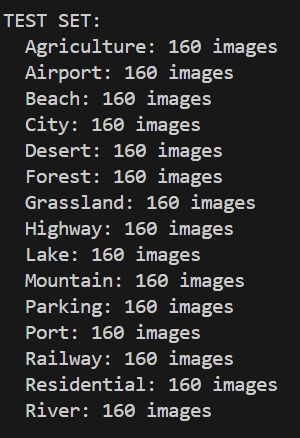 TEST SET:
Agriculture: 160 images
Airport: 160 images
Beach: 160 images
City: 160 images
Desert: 160 images
Forest: 160 images
Grassland: 160 images
Highway: 160 images
Lake: 160 images
Mountain: 160 images
Parking: 160 images
Port: 160 images
Railway: 160 images
Residential: 160 images
River: 160 images